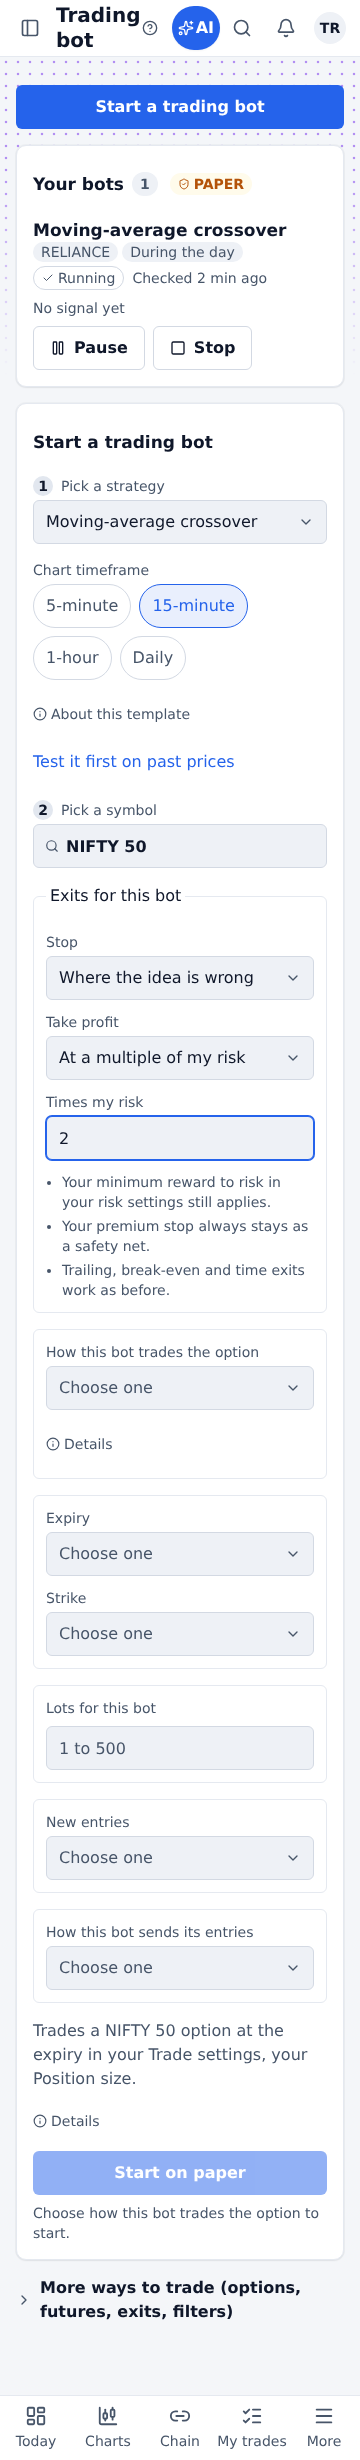 Trading bot
AI
TR
Start a trading bot
Your bots 1 PAPER
Moving-average crossover
RELIANCE During the day
Running Checked 2 min ago
No signal yet
Pause Stop
Start a trading bot
1 Pick a strategy
Moving-average crossover
Chart timeframe
5-minute 15-minute
1-hour Daily
About this template
Test it first on past prices
2 Pick a symbol
NIFTY 50
Exits for this bot
Stop
Where the idea is wrong
Take profit
At a multiple of my risk
Times my risk
2
• Your minimum reward to risk in
your risk settings still applies.
• Your premium stop always stays as
a safety net.
• Trailing, break-even and time exits
work as before.
How this bot trades the option
Choose one
Details
Expiry
Choose one
Strike
Choose one
Lots for this bot
1 to 500
New entries
Choose one
How this bot sends its entries
Choose one
Trades a NIFTY 50 option at the
expiry in your Trade settings, your
Position size.
Details
Start on paper
Choose how this bot trades the option to
start.
More ways to trade (options,
futures, exits, filters)
Today Charts Chain My trades More